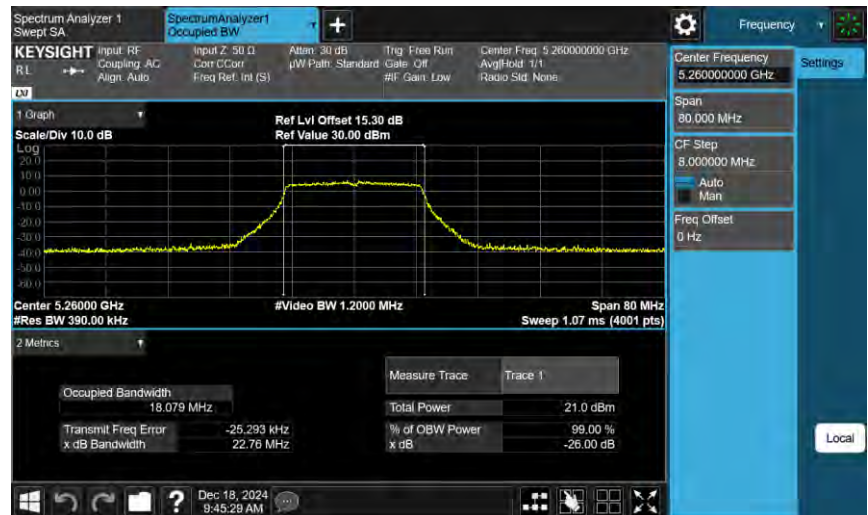 Spectrum Analyzer 1
Swept SA
SpectrumAnalyzer1
Occupied BW
+
Frequency
KEYSIGHT
RL
LXI
Input: RF
Coupling: AC
Align: Auto
Input Z: 50 Ω
Corr CCorr
Freq Ref: Int (S)
Atten: 30 dB
µW Path: Standard
Trig: Free Run
Gate: Off
#IF Gain: Low
Center Freq: 5.260000000 GHz
Avg|Hold: 1/1
Radio Std: None
Center Frequency
5.260000000 GHz
Settings
Span
80.000 MHz
CF Step
8.000000 MHz
Auto
Man
Freq Offset
0 Hz
Local
1 Graph
Scale/Div 10.0 dB
Ref Lvl Offset 15.30 dB
Ref Value 30.00 dBm
Log
20.0
10.0
0.00
-10.0
-20.0
-30.0
-40.0
-50.0
-60.0
Center 5.26000 GHz
#Res BW 390.00 kHz
#Video BW 1.2000 MHz
Span 80 MHz
Sweep 1.07 ms (4001 pts)
2 Metrics
Measure Trace Trace 1
Occupied Bandwidth
18.079 MHz
Total Power 21.0 dBm
Transmit Freq Error -25.293 kHz
% of OBW Power 99.00 %
x dB Bandwidth 22.76 MHz
x dB -26.00 dB
?
Dec 18, 2024
9:45:29 AM